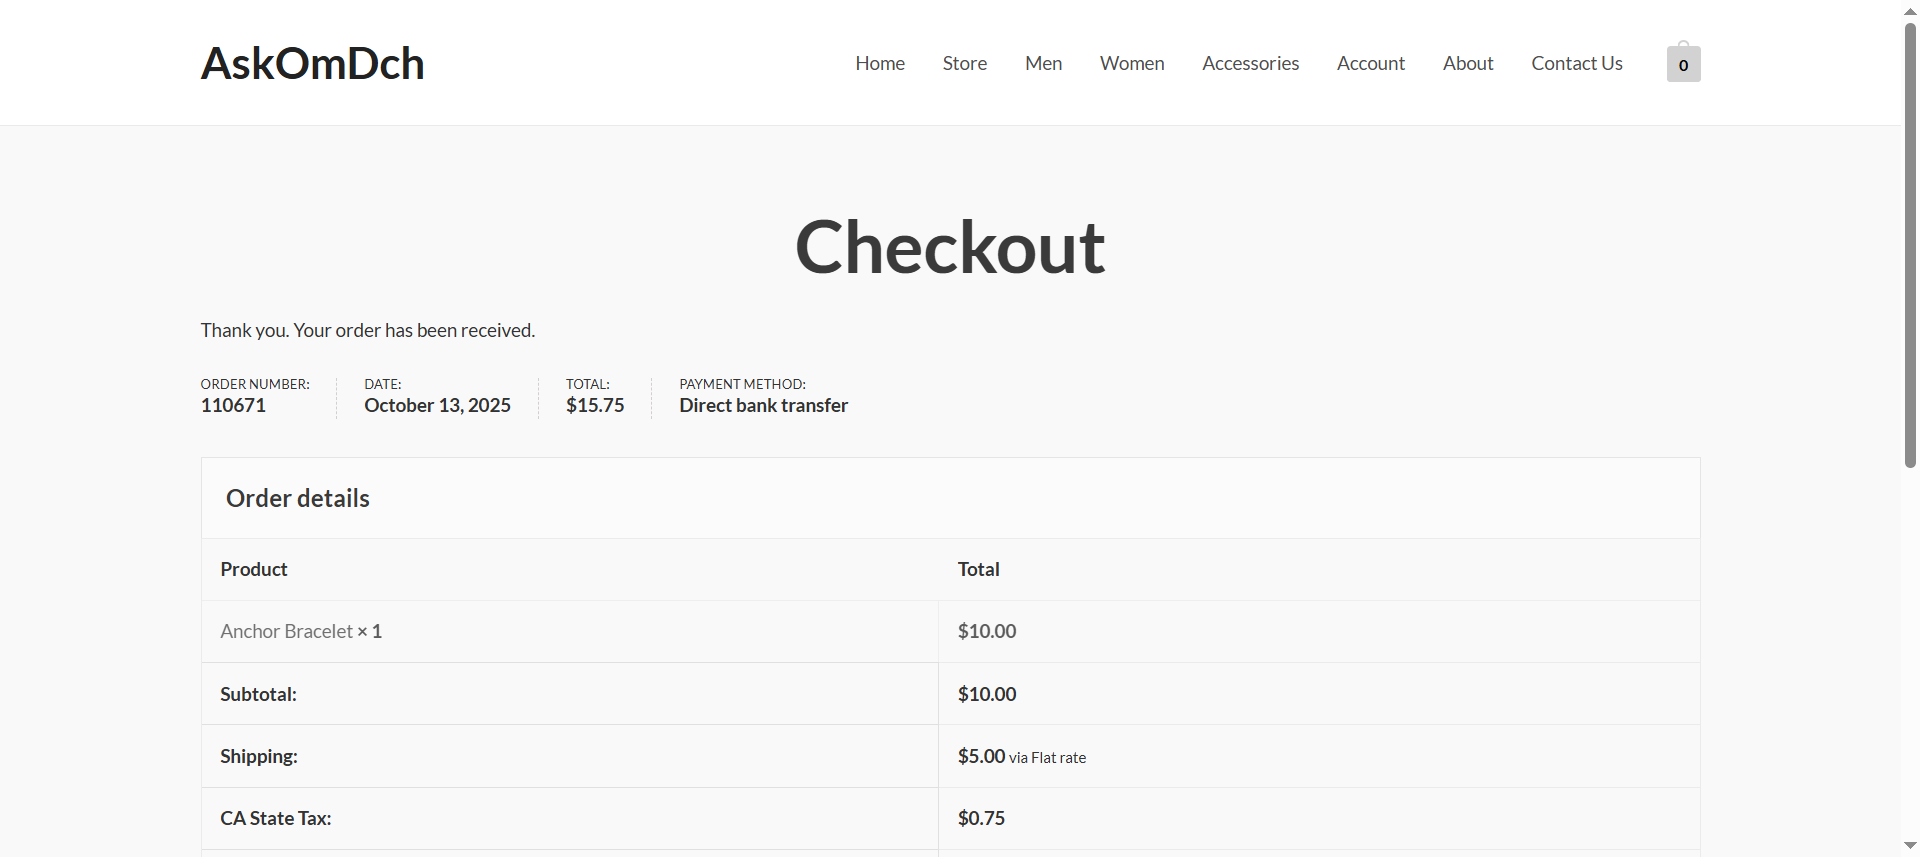 AskOmDch
Home Store Men Women Accessories Account About Contact Us 0
Checkout
Thank you. Your order has been received.
ORDER NUMBER: DATE: TOTAL: PAYMENT METHOD:
110671 October 13, 2025 $15.75 Direct bank transfer
Order details
Product Total
Anchor Bracelet × 1 $10.00
Subtotal: $10.00
Shipping: $5.00 via Flat rate
CA State Tax: $0.75